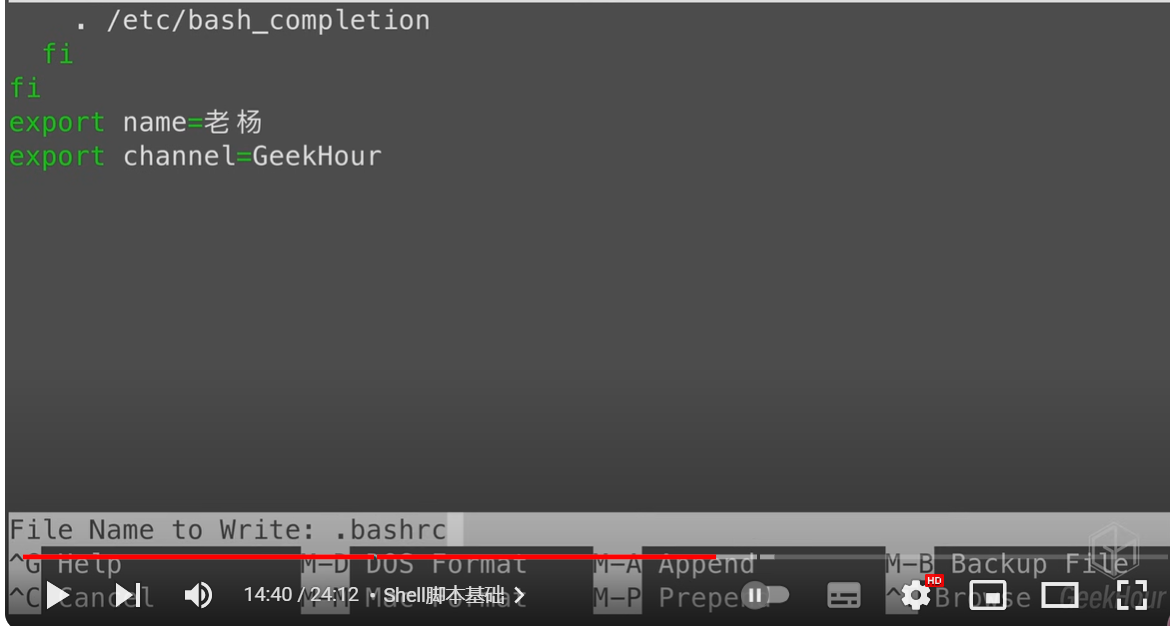 . /etc/bash_completion
fi
fi
export name=老杨
export channel=GeekHour
File Name to Write: .bashrc
^G Help M-D DOS Format M-A Append M-B Backup File
^C Cancel M-M Mac Format M-P Prepend ^T Browse
14:40 / 24:12 • Shell脚本基础 >
HD
GeekHour